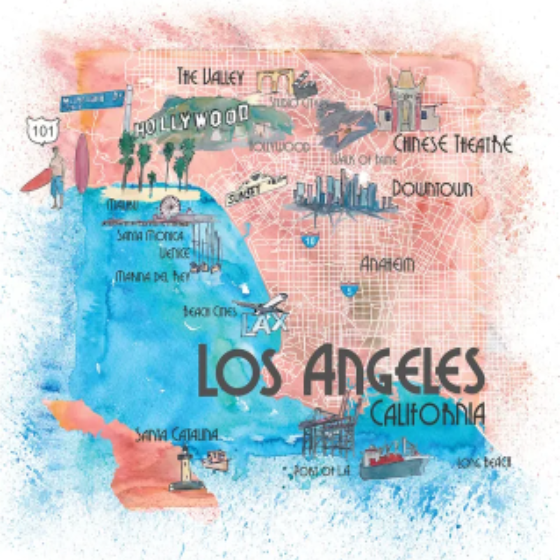 THE VALLEY
STUDIO CITY
101
HOLLYWOOD
HOLLYWOOD
CHINESE THEATRE
WALK OF FAME
SUNSET
DOWNTOWN
MALIBU
SANTA MONICA
VENICE
MARINA DEL REY
10
ANAHEIM
5
BEACH CITIES
LAX
LOS ANGELES
CALIFORNIA
SANTA CATALINA
PORT OF LA
LONG BEACH